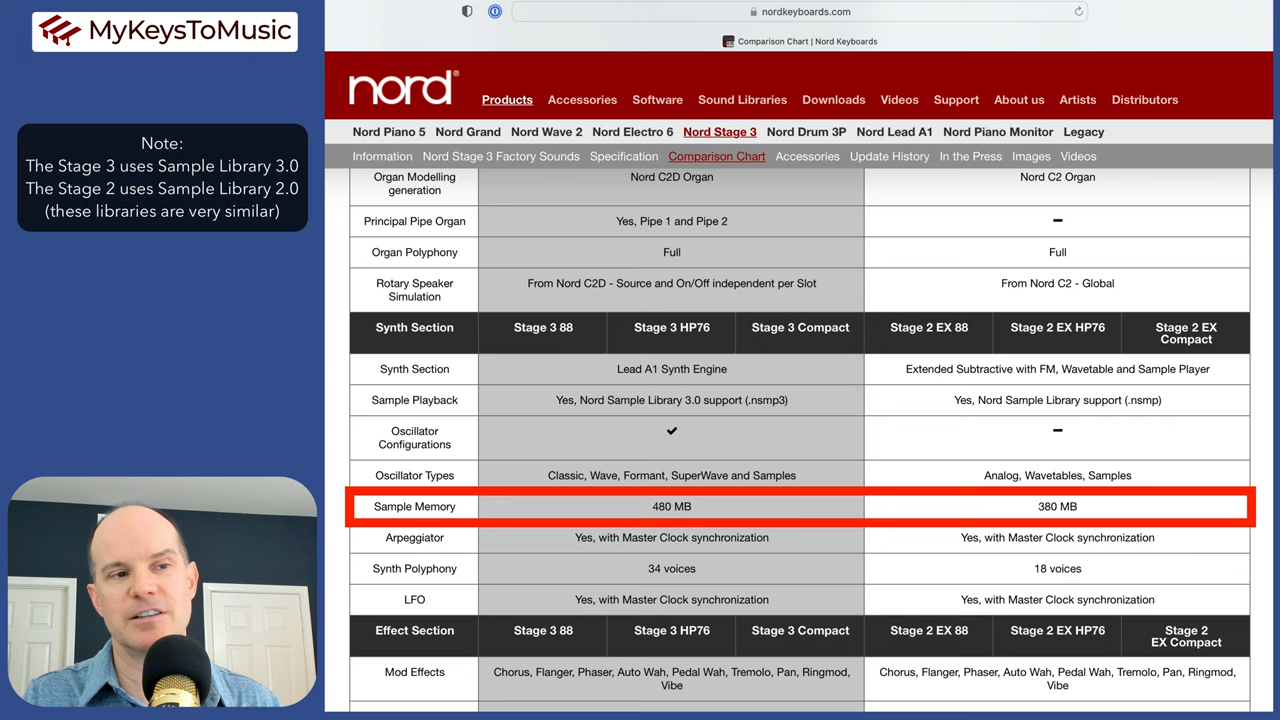 MyKeysToMusic
Note:
The Stage 3 uses Sample Library 3.0
The Stage 2 uses Sample Library 2.0
(these libraries are very similar)
nordkeyboards.com
Comparison Chart | Nord Keyboards
nord®
Products Accessories Software Sound Libraries Downloads Videos Support About us Artists Distributors
Nord Piano 5 Nord Grand Nord Wave 2 Nord Electro 6 Nord Stage 3 Nord Drum 3P Nord Lead A1 Nord Piano Monitor Legacy
Information Nord Stage 3 Factory Sounds Specification Comparison Chart Accessories Update History In the Press Images Videos
Organ Modelling generation Nord C2D Organ Nord C2 Organ
Principal Pipe Organ Yes, Pipe 1 and Pipe 2 –
Organ Polyphony Full Full
Rotary Speaker Simulation From Nord C2D - Source and On/Off independent per Slot From Nord C2 - Global
Synth Section Stage 3 88 Stage 3 HP76 Stage 3 Compact Stage 2 EX 88 Stage 2 EX HP76 Stage 2 EX Compact
Synth Section Lead A1 Synth Engine Extended Subtractive with FM, Wavetable and Sample Player
Sample Playback Yes, Nord Sample Library 3.0 support (.nsmp3) Yes, Nord Sample Library support (.nsmp)
Oscillator Configurations ✔ –
Oscillator Types Classic, Wave, Formant, SuperWave and Samples Analog, Wavetables, Samples
Sample Memory 480 MB 380 MB
Arpeggiator Yes, with Master Clock synchronization Yes, with Master Clock synchronization
Synth Polyphony 34 voices 18 voices
LFO Yes, with Master Clock synchronization Yes, with Master Clock synchronization
Effect Section Stage 3 88 Stage 3 HP76 Stage 3 Compact Stage 2 EX 88 Stage 2 EX HP76 Stage 2 EX Compact
Mod Effects Chorus, Flanger, Phaser, Auto Wah, Pedal Wah, Tremolo, Pan, Ringmod, Vibe Chorus, Flanger, Phaser, Auto Wah, Pedal Wah, Tremolo, Pan, Ringmod, Vibe